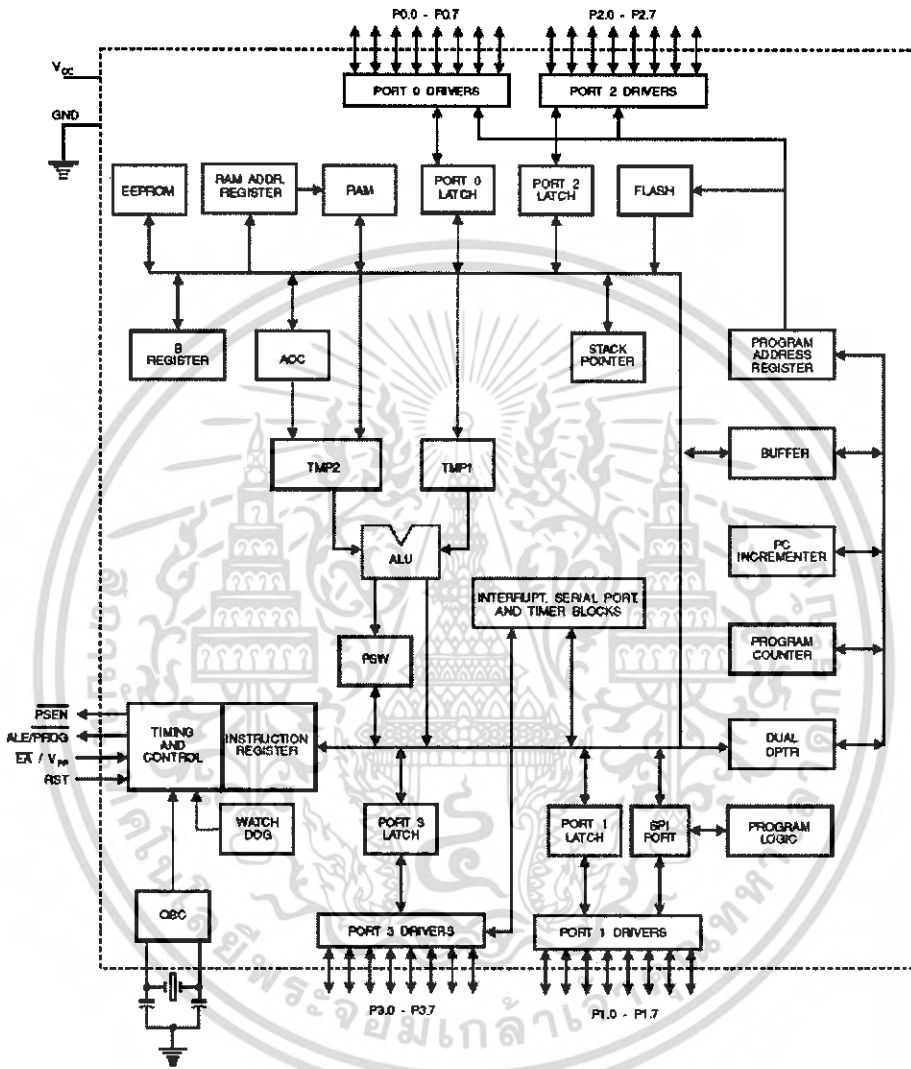 P0.0 - P0.7
P2.0 - P2.7
VCC
PORT 0 DRIVERS
PORT 2 DRIVERS
GND
EEPROM
RAM ADDR.
REGISTER
RAM
PORT 0
LATCH
PORT 2
LATCH
FLASH
B
REGISTER
ACC
STACK
POINTER
PROGRAM
ADDRESS
REGISTER
TMP2
TMP1
BUFFER
ALU
PC
INCREMENTER
INTERRUPT, SERIAL PORT,
AND TIMER BLOCKS
PSW
PROGRAM
COUNTER
PSEN
ALE/PROG
EA / VPP
RST
TIMING
AND
CONTROL
INSTRUCTION
REGISTER
DUAL
DPTR
WATCH
DOG
PORT 3
LATCH
PORT 1
LATCH
SPI
PORT
PROGRAM
LOGIC
OSC
PORT 3 DRIVERS
PORT 1 DRIVERS
P3.0 - P3.7
P1.0 - P1.7